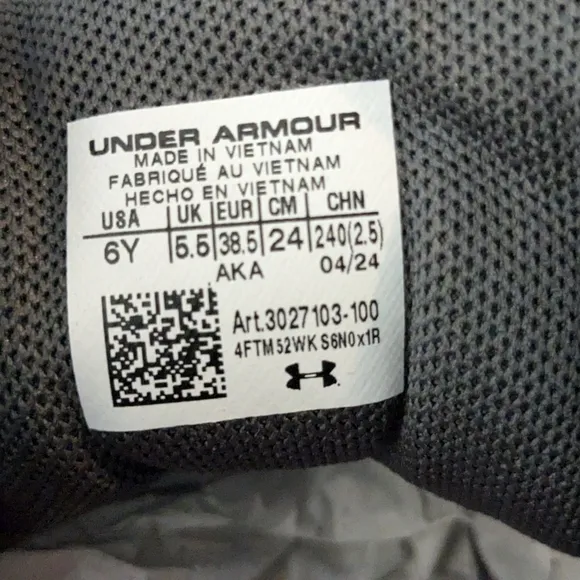 UNDER ARMOUR
MADE IN VIETNAM
FABRIQUÉ AU VIETNAM
HECHO EN VIETNAM
USA UK EUR CM CHN
6Y 5.5 38.5 24 240(2.5)
AKA 04/24
Art.3027103-100
4FTM52WK S6N0x1R